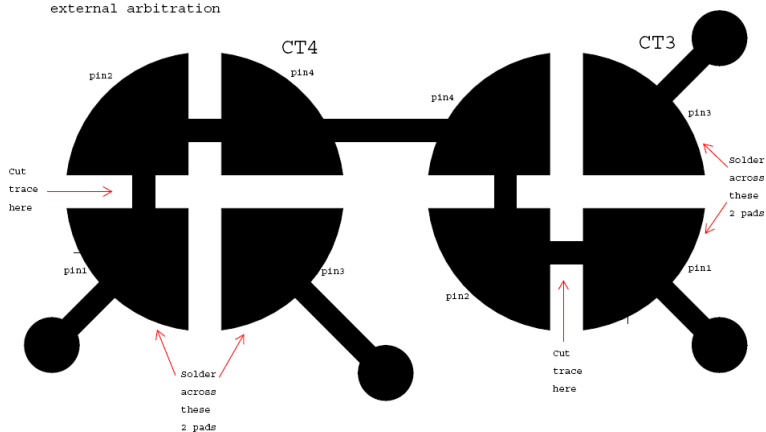 external arbitration
CT4
CT3
pin2
pin4
pin4
pin3
Cut
trace
here
Solder
across
these
2 pads
pin1
pin3
pin2
pin1
Solder
across
these
2 pads
Cut
trace
here